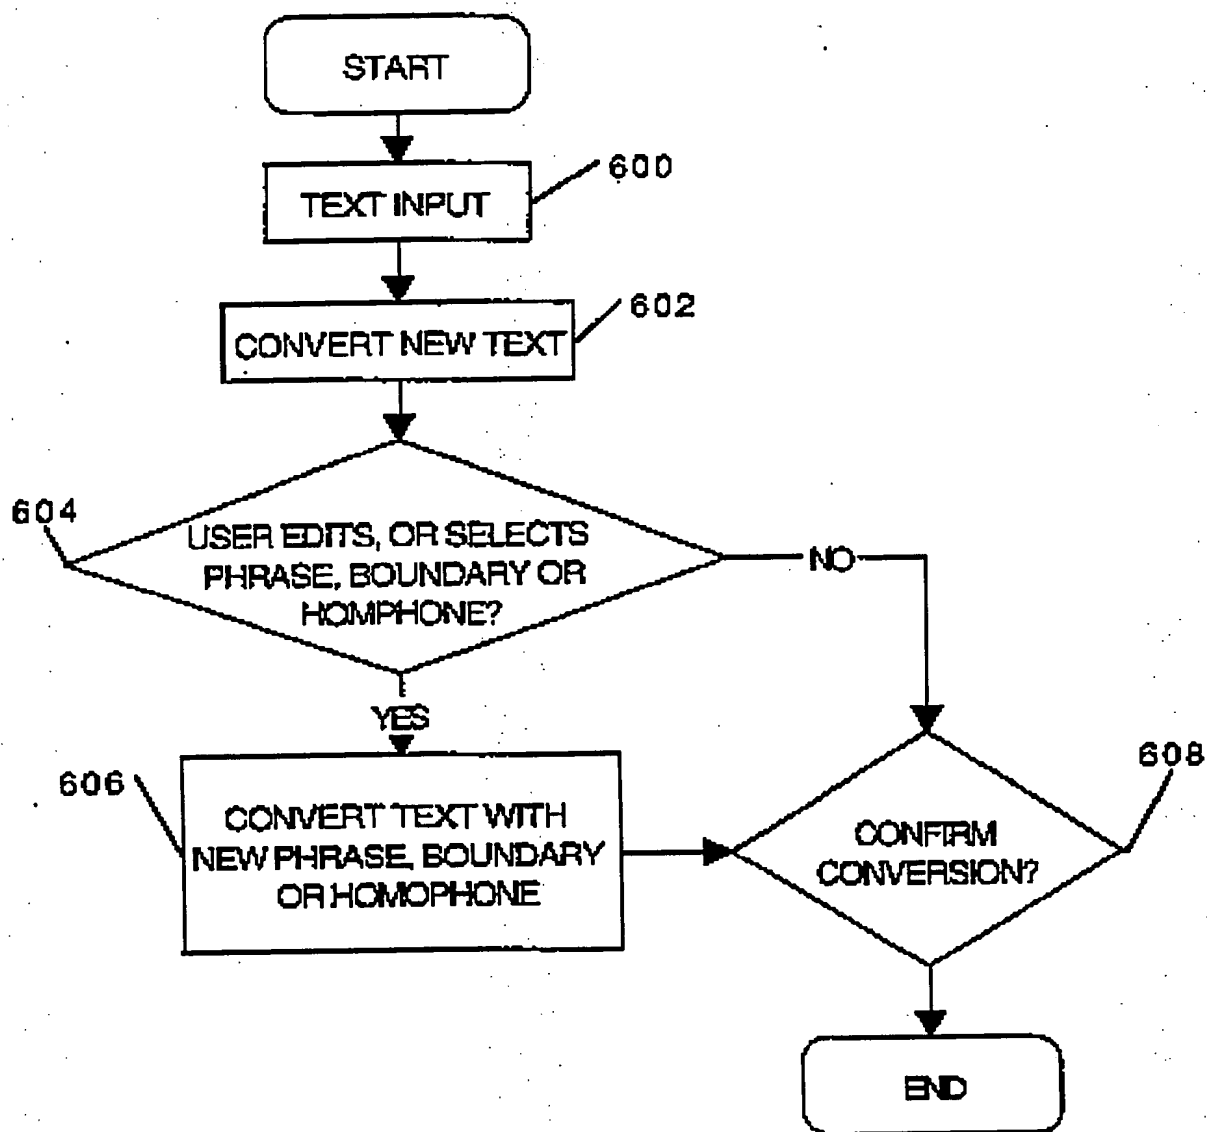 START
600
TEXT INPUT
602
CONVERT NEW TEXT
604
USER EDITS, OR SELECTS
PHRASE, BOUNDARY OR
HOMPHONE?
NO
YES
606
CONVERT TEXT WITH
NEW PHRASE, BOUNDARY
OR HOMOPHONE
608
CONFIRM
CONVERSION?
END